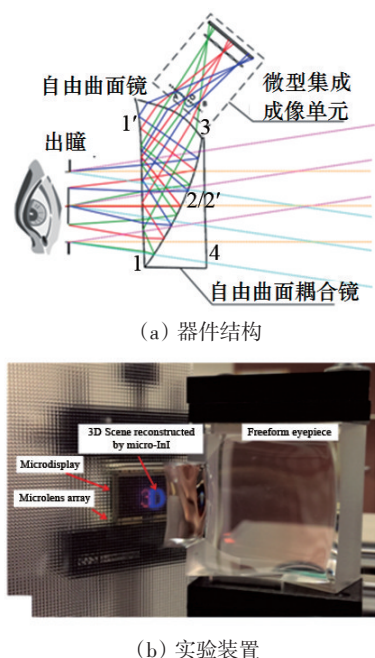 自由曲面镜
微型集成
成像单元
1′
3
出瞳
2/2′
1
4
自由曲面耦合镜
(a) 器件结构
3D Scene reconstructed
by micro-InI
Freeform eyepiece
Microdisplay
3D
Microlens array
(b) 实验装置